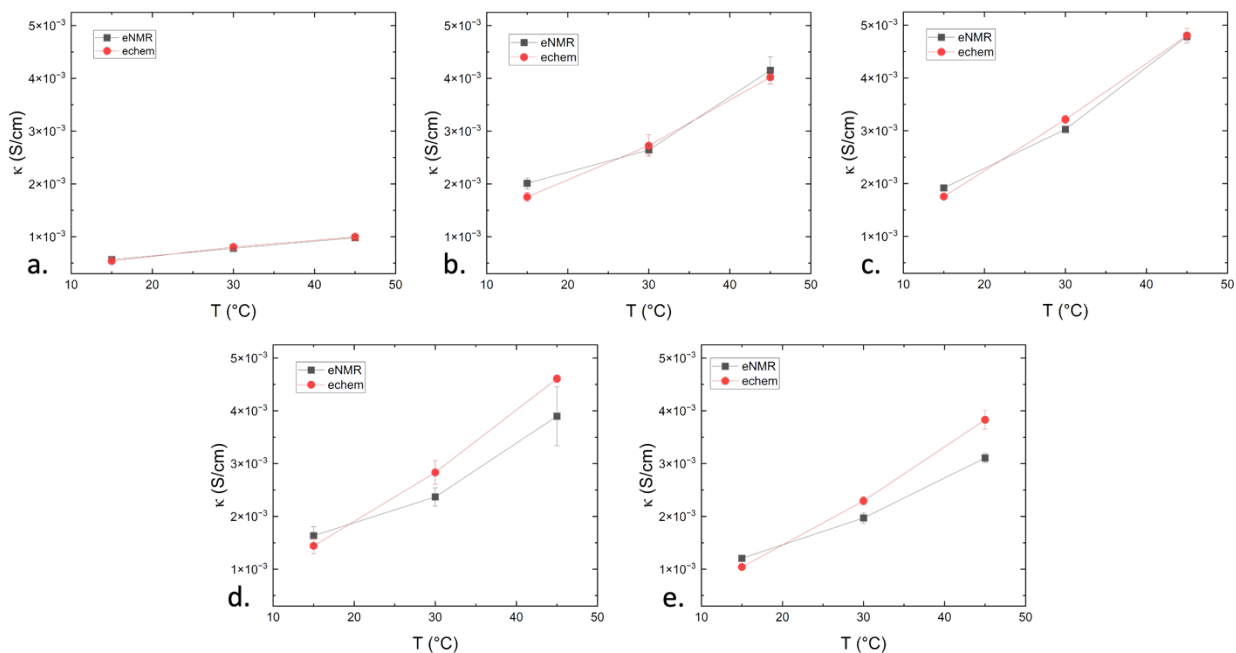 eNMR
echem
5×10⁻³
4×10⁻³
3×10⁻³
2×10⁻³
1×10⁻³
κ (S/cm)
a.
10 20 30 40 50
T (°C)
eNMR
echem
5×10⁻³
4×10⁻³
3×10⁻³
2×10⁻³
1×10⁻³
κ (S/cm)
b.
10 20 30 40 50
T (°C)
eNMR
echem
5×10⁻³
4×10⁻³
3×10⁻³
2×10⁻³
1×10⁻³
κ (S/cm)
c.
10 20 30 40 50
T (°C)
eNMR
echem
5×10⁻³
4×10⁻³
3×10⁻³
2×10⁻³
1×10⁻³
κ (S/cm)
d.
10 20 30 40 50
T (°C)
eNMR
echem
5×10⁻³
4×10⁻³
3×10⁻³
2×10⁻³
1×10⁻³
κ (S/cm)
e.
10 20 30 40 50
T (°C)